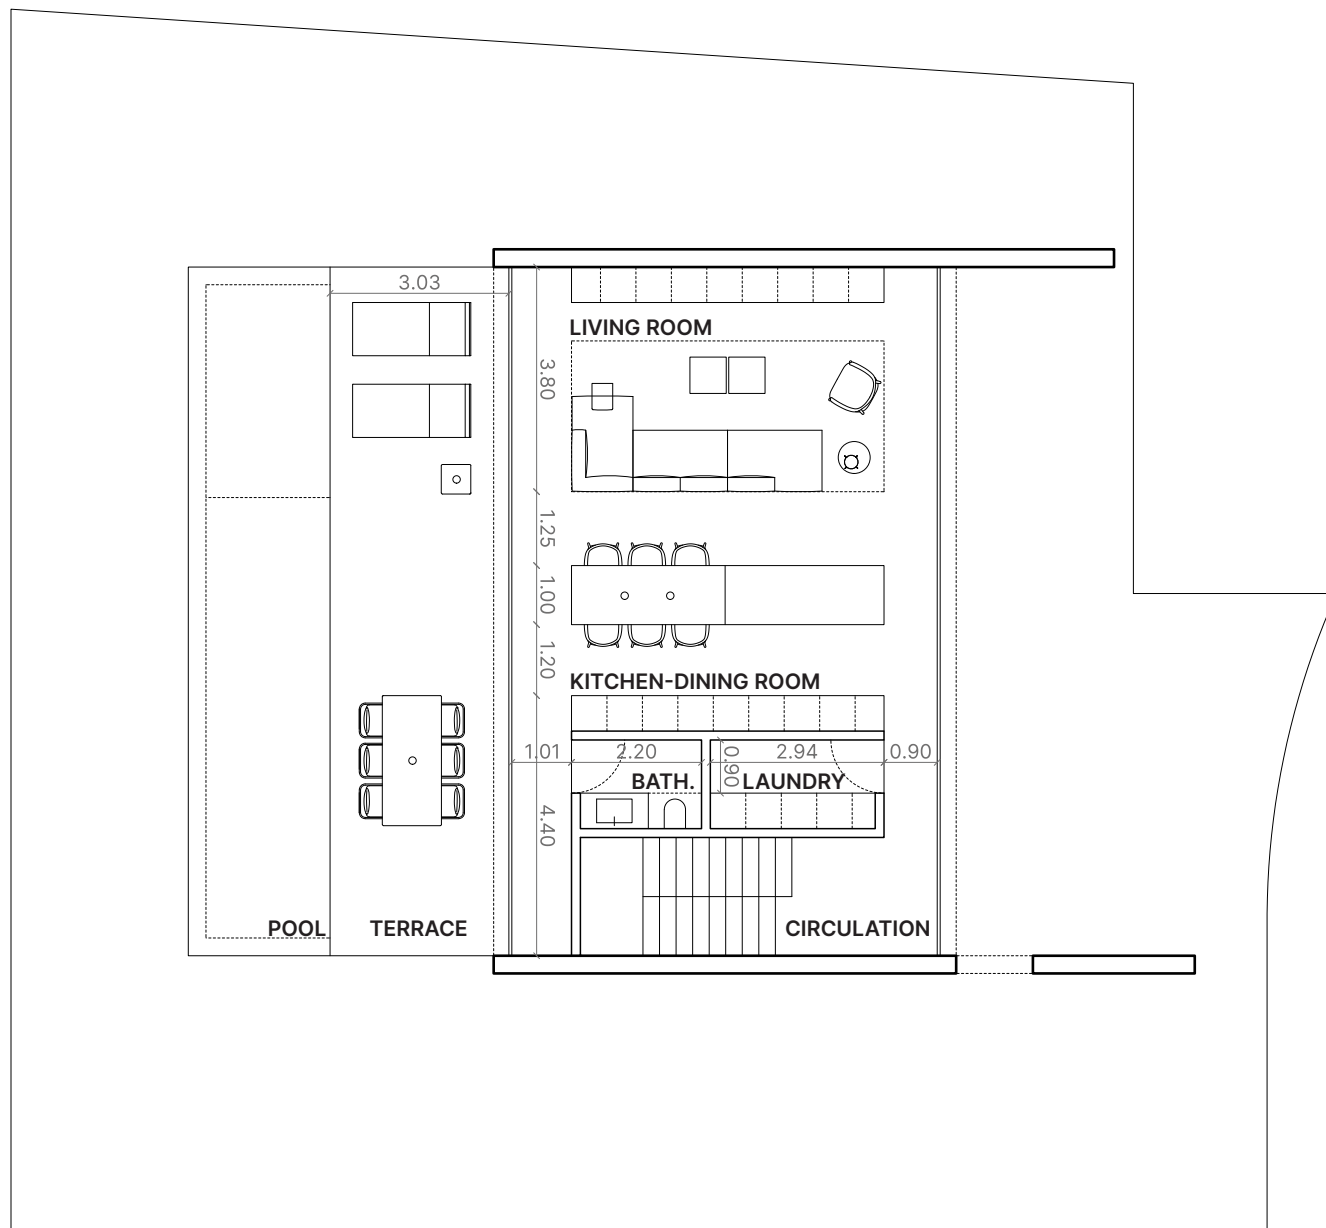 3.03
LIVING ROOM
3.80
1.25
1.00
1.20
KITCHEN-DINING ROOM
1.01
2.20
0.90
2.94
0.90
BATH.
LAUNDRY
4.40
POOL
TERRACE
CIRCULATION